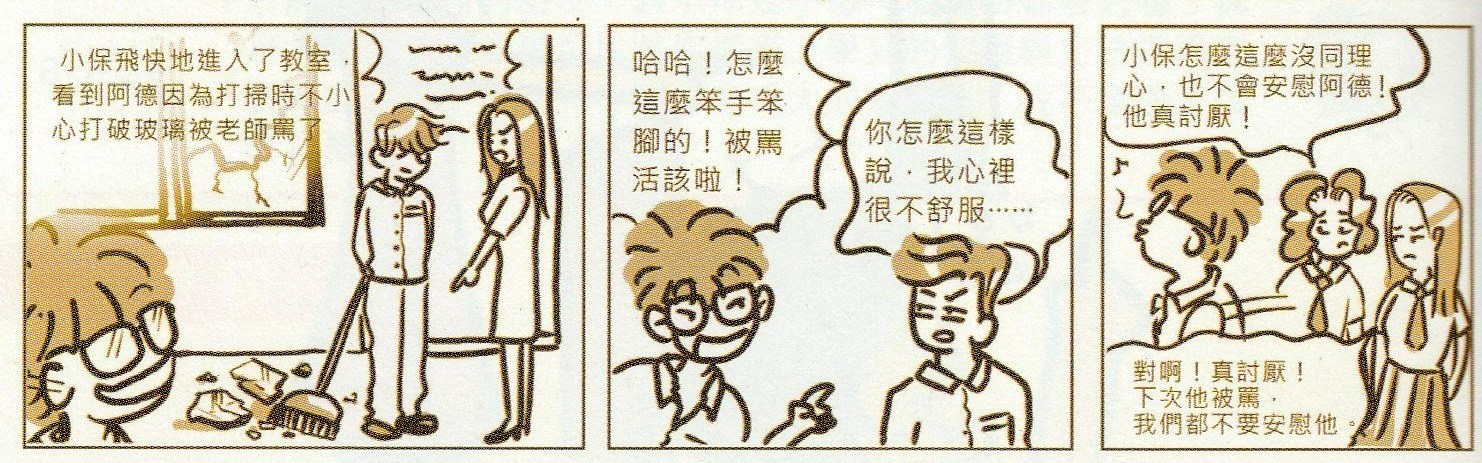 小保飛快地進入了教室，
看到阿德因為打掃時不小
心打破玻璃被老師罵了
哈哈！怎麼
這麼笨手笨
腳的！被罵
活該啦！
你怎麼這樣
說，我心裡
很不舒服……
小保怎麼這麼沒同理
心，也不會安慰阿德！
他真討厭！
對啊！真討厭！
下次他被罵，
我們都不要安慰他。